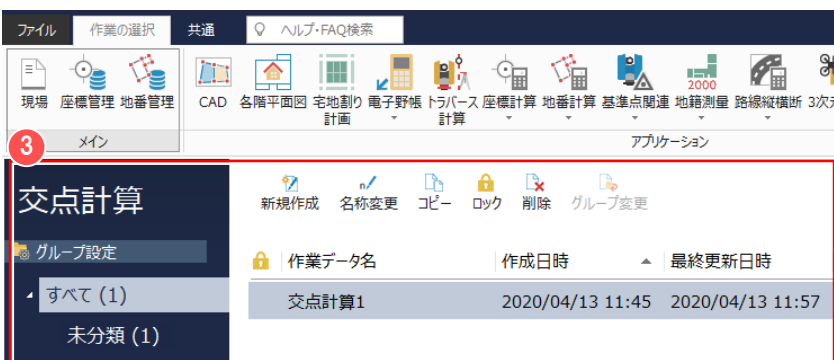 ファイル 作業の選択 共通 ヘルプ・FAQ検索
現場 座標管理 地番管理 CAD 各階平面図 宅地割り 電子野帳 トラバース 座標計算 地番計算 基準点関連 地籍測量 路線縦横断 3次元
計画 計算
2000
メイン アプリケーション
3
交点計算
新規作成 名称変更 コピー ロック 削除 グループ変更
グループ設定
作業データ名 作成日時 最終更新日時
すべて (1)
交点計算1 2020/04/13 11:45 2020/04/13 11:57
未分類 (1)